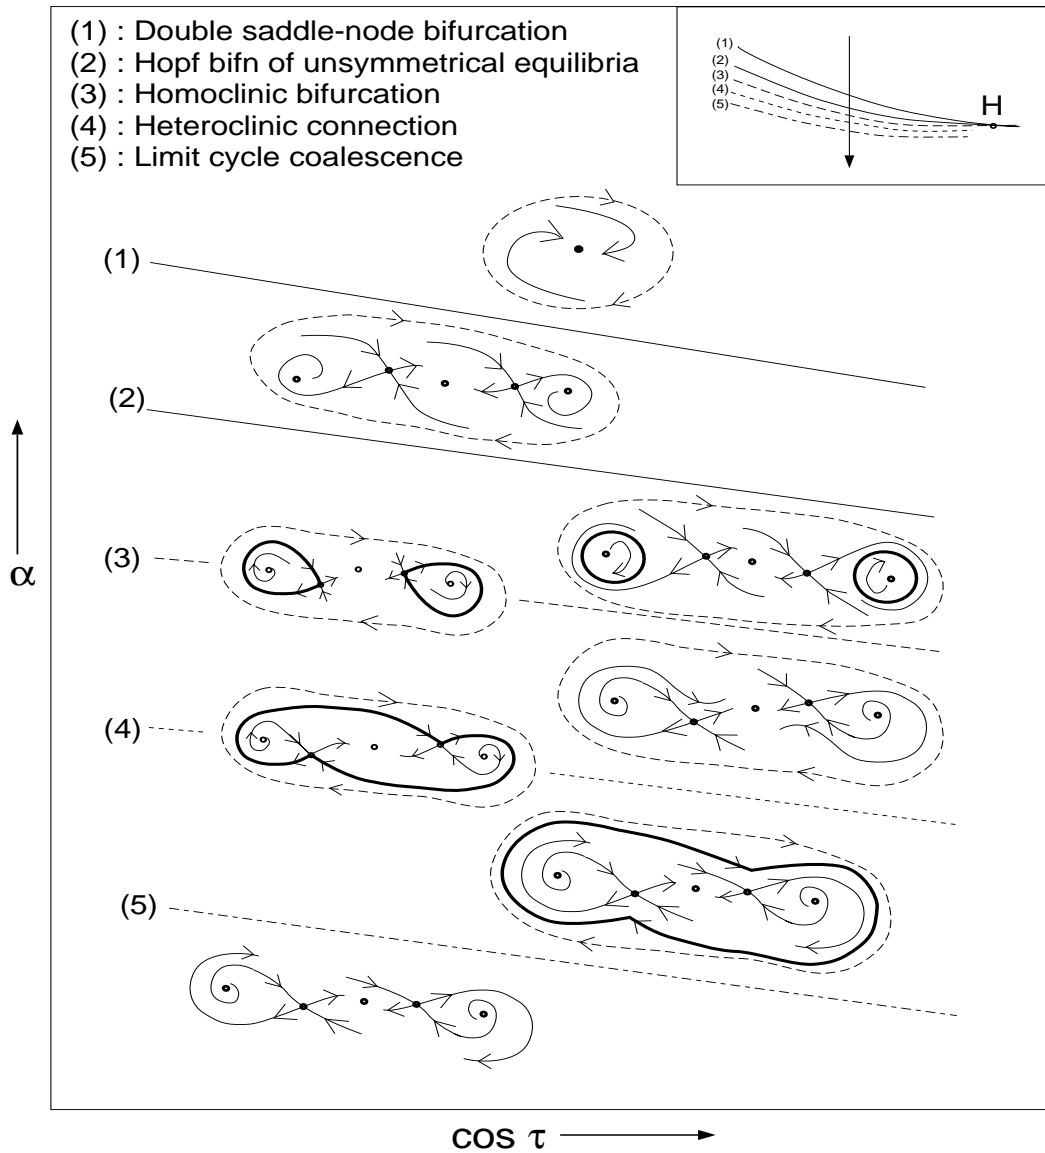 (1) : Double saddle-node bifurcation
(2) : Hopf bifn of unsymmetrical equilibria
(3) : Homoclinic bifurcation
(4) : Heteroclinic connection
(5) : Limit cycle coalescence
(1)
(2)
(3)
(4)
(5)
H
(1)
(2)
(3)
(4)
(5)
α
cos τ